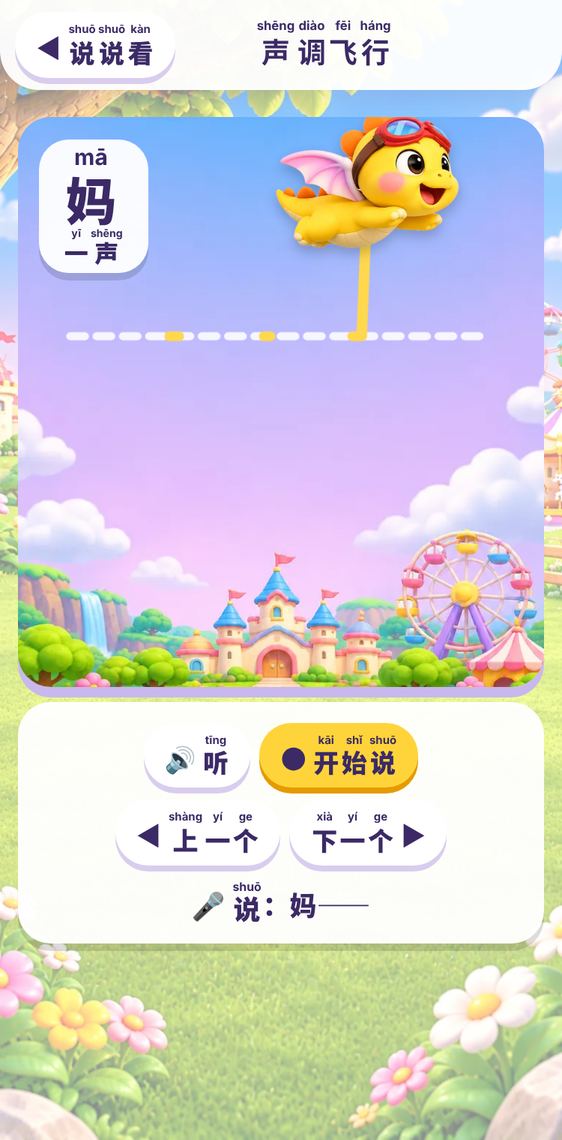 shuō shuō kàn
◀ 说说看
shēng diào fēi háng
声调飞行
mā
妈
yī shēng
一声
tīng
听
kāi shǐ shuō
开始说
shàng yí ge
◀ 上一个
xià yí ge
下一个 ▶
shuō
说：妈——